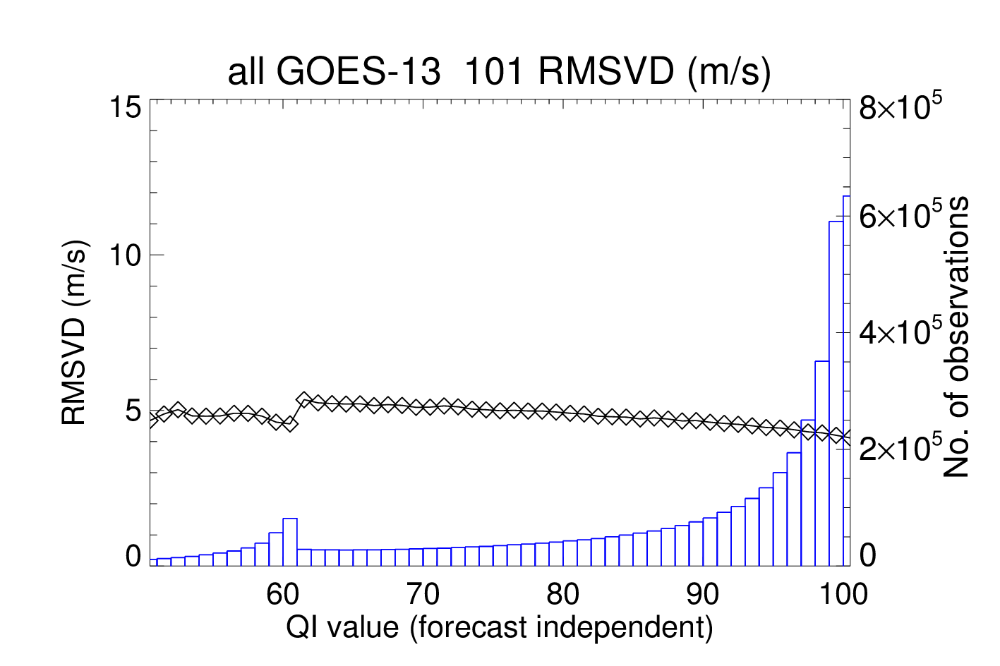 all GOES-13  101 RMSVD (m/s)
15
10
5
0
RMSVD (m/s)
8×10⁵
6×10⁵
4×10⁵
2×10⁵
0
No. of observations
60 70 80 90 100
QI value (forecast independent)